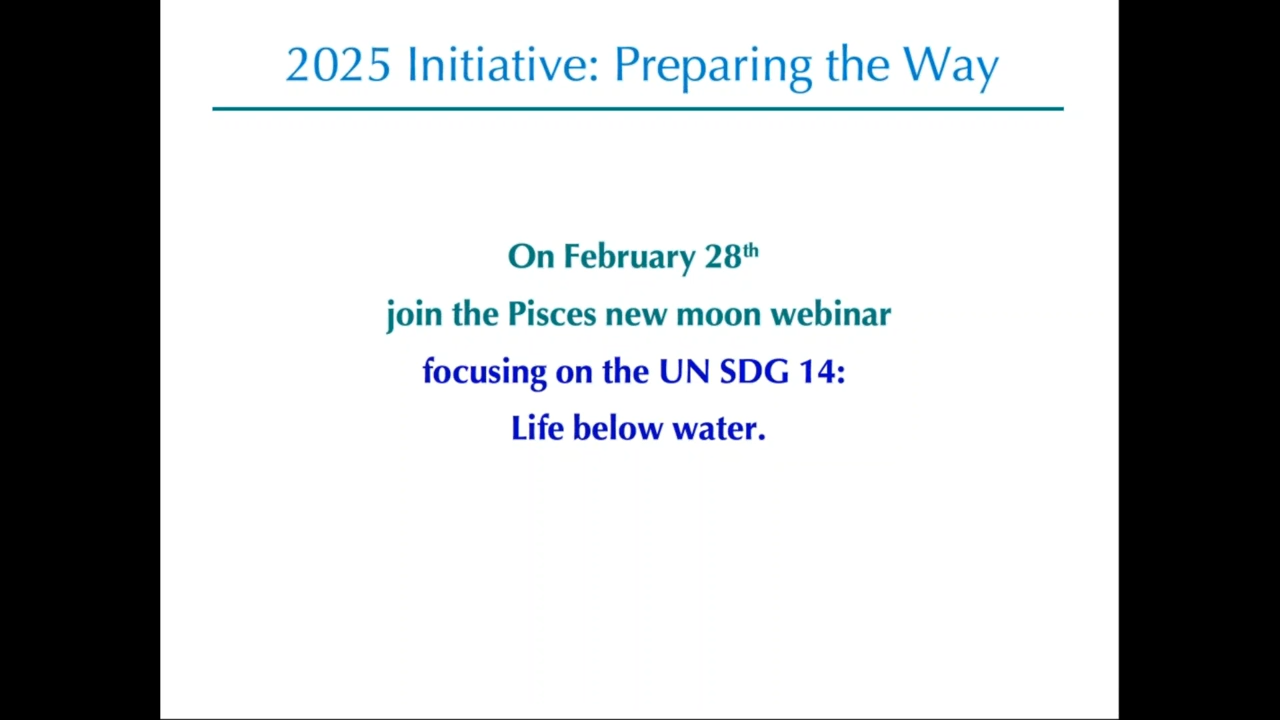 2025 Initiative: Preparing the Way
On February 28th
join the Pisces new moon webinar
focusing on the UN SDG 14:
Life below water.